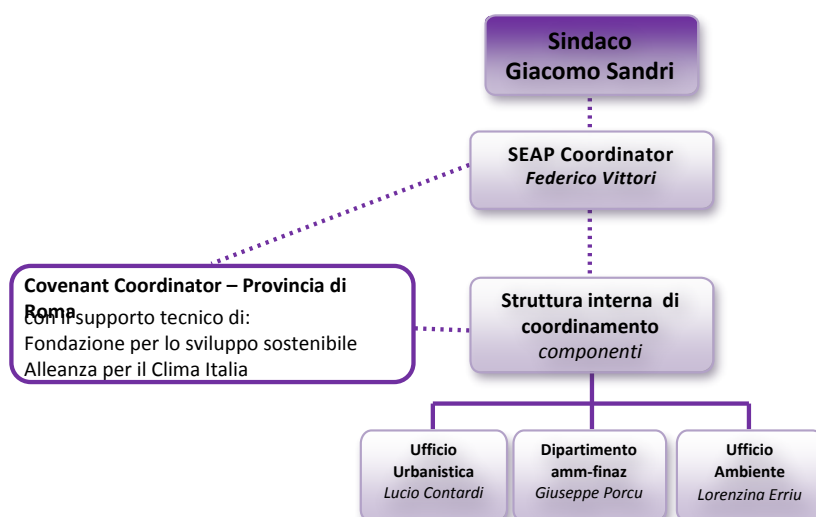 Sindaco
Giacomo Sandri
SEAP Coordinator
Federico Vittori
Covenant Coordinator – Provincia di
Roma
con il supporto tecnico di:
Fondazione per lo sviluppo sostenibile
Alleanza per il Clima Italia
Struttura interna di
coordinamento
componenti
Ufficio
Urbanistica
Lucio Contardi
Dipartimento
amm-finaz
Giuseppe Porcu
Ufficio
Ambiente
Lorenzina Erriu